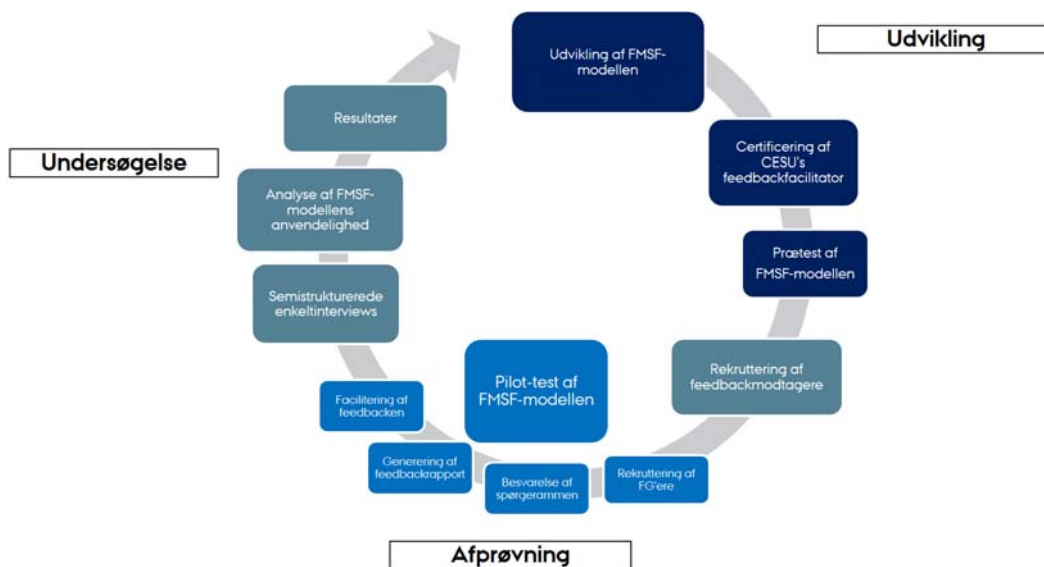 Udvikling
Udvikling af FMSF-
modellen
Certificering af
CESU's
feedbackfacilitator
Prætest af
FMSF-modellen
Rekruttering af
feedbackmodtagere
Pilot-test af
FMSF-modellen
Rekruttering af
FG'ere
Besvarelse af
spørgerammen
Generering af
feedbackrapport
Facilitering af
feedbacken
Afprøvning
Semistrukturerede
enkeltinterviews
Analyse af FMSF-
modellens
anvendelighed
Resultater
Undersøgelse